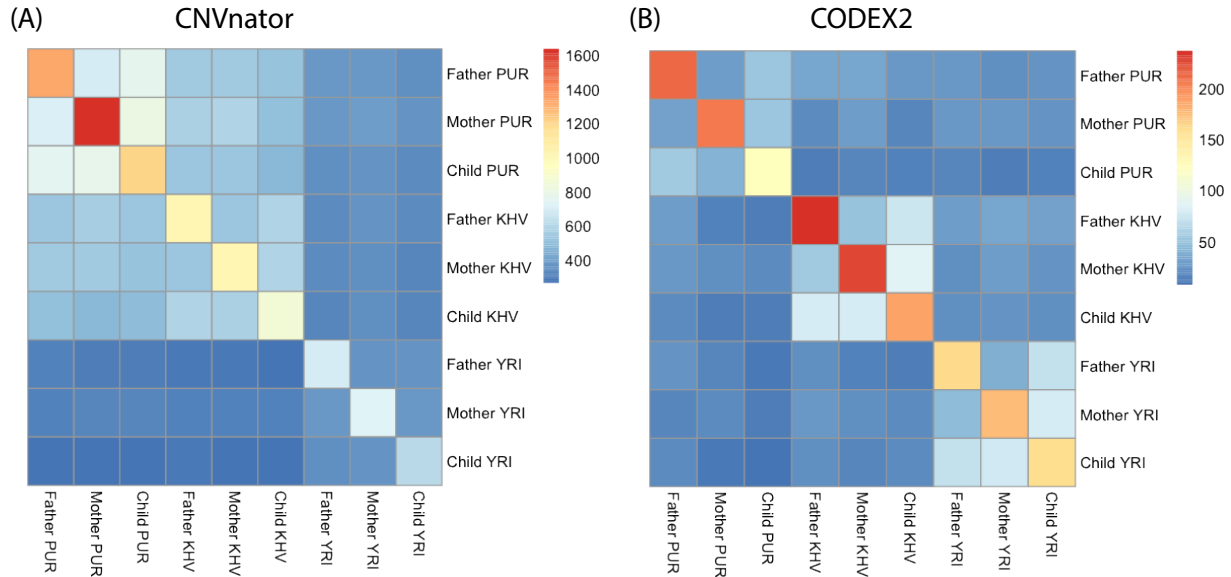 (A) CNVnator
Father PUR
Mother PUR
Child PUR
Father KHV
Mother KHV
Child KHV
Father YRI
Mother YRI
Child YRI
1600
1400
1200
1000
800
600
400
Father PUR
Mother PUR
Child PUR
Father KHV
Mother KHV
Child KHV
Father YRI
Mother YRI
Child YRI
(B) CODEX2
Father PUR
Mother PUR
Child PUR
Father KHV
Mother KHV
Child KHV
Father YRI
Mother YRI
Child YRI
200
150
100
50
Father PUR
Mother PUR
Child PUR
Father KHV
Mother KHV
Child KHV
Father YRI
Mother YRI
Child YRI